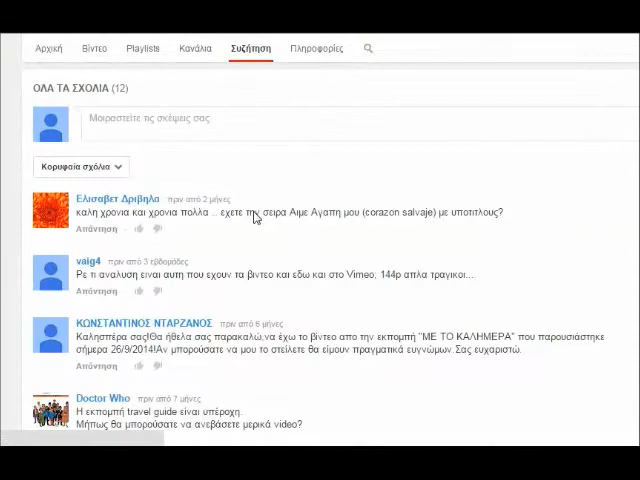 Αρχική Βίντεο Playlists Κανάλια Συζήτηση Πληροφορίες
ΟΛΑ ΤΑ ΣΧΟΛΙΑ (12)
Μοιραστείτε τις σκέψεις σας
Κορυφαία σχόλια
Ελισαβετ Δριβηλα πριν από 2 μήνες
καλη χρονια και χρονια πολλα .. εχετε την σειρα Αιμε Αγαπη μου (corazon salvaje) με υποτιτλους?
Απάντηση
vaig4 πριν από 3 εβδομάδες
Ρε τι αναλυση ειναι αυτη που εχουν τα βιντεο και εδω και στο Vimeo; 144p απλα τραγικοι....
Απάντηση
ΚΩΝΣΤΑΝΤΙΝΟΣ ΝΤΑΡΖΑΝΟΣ πριν από 6 μήνες
Καλησπέρα σας!Θα ήθελα σας παρακαλώ,να έχω το βίντεο απο την εκπομπή "ΜΕ ΤΟ ΚΑΛΗΜΕΡΑ" που παρουσιάστηκε
σήμερα 26/9/2014!Αν μπορούσατε να μου το στείλετε θα είμουν πραγματικά ευγνώμων.Σας ευχαριστώ.
Απάντηση
Doctor Who πριν από 7 μήνες
Η εκπομπή travel guide είναι υπέροχη.
Μήπως θα μπορούσατε να ανεβάσετε μερικά video?